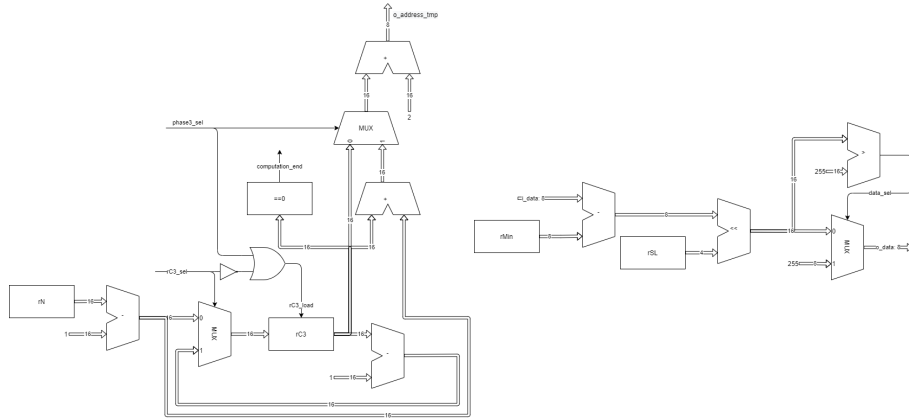 o_address_tmp
8
+
16
16
2
phase3_sel
MUX
0
1
computation_end
16
16
==0
+
16
16
16
rC3_sel
rC3_load
rN
16
-
1
16
16
0
MUX
1
16
rC3
16
-
1
16
16
16
>
255
16
16
data_sel
i_data: 8
-
rMin
8
8
<<
rSL
4
16
0
MUX
1
255
8
o_data: 8